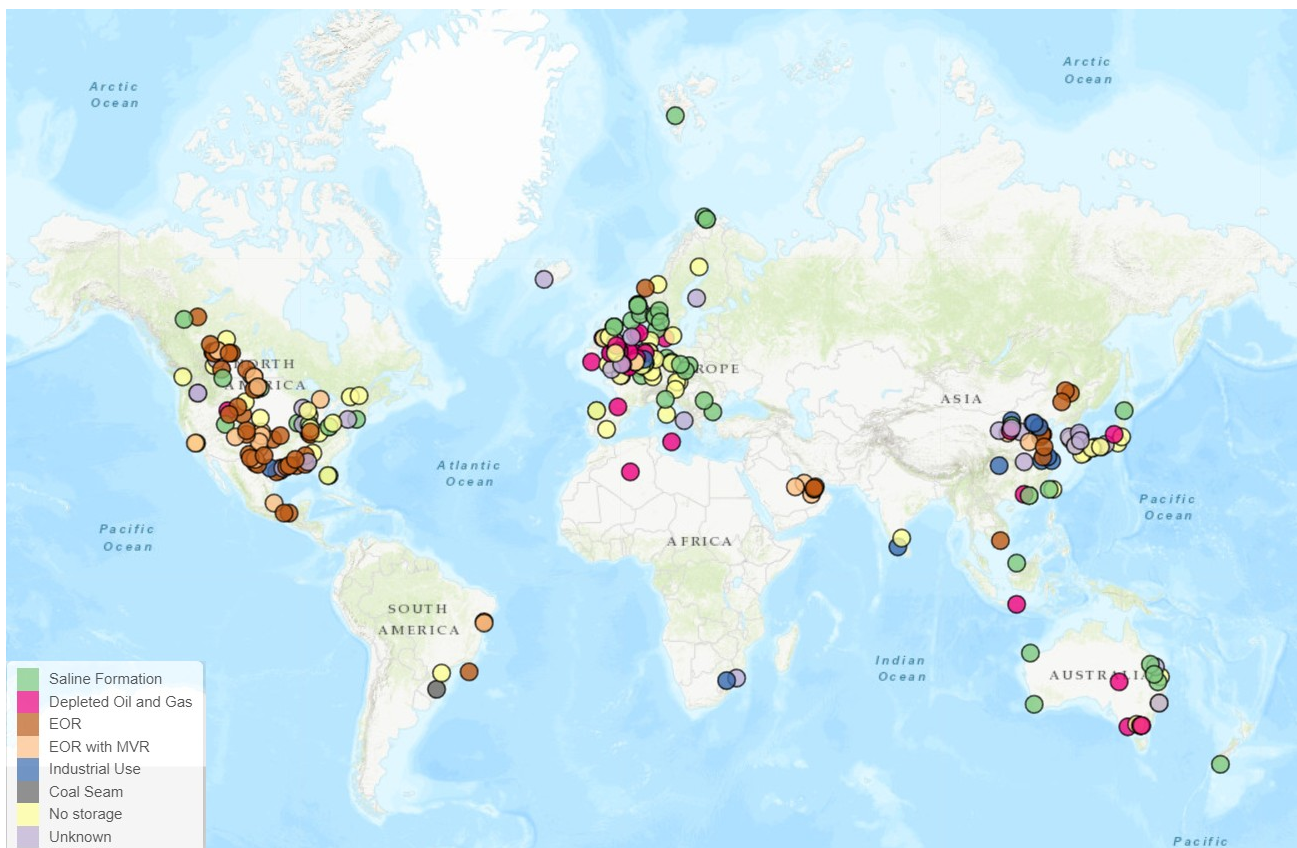 Arctic
Ocean
Arctic
Ocean
NORTH
AMERICA
EUROPE
ASIA
Atlantic
Ocean
Pacific
Ocean
Pacific
Ocean
AFRICA
SOUTH
AMERICA
Indian
Ocean
AUSTRALIA
Saline Formation
Depleted Oil and Gas
EOR
EOR with MVR
Industrial Use
Coal Seam
No storage
Unknown
Pacific